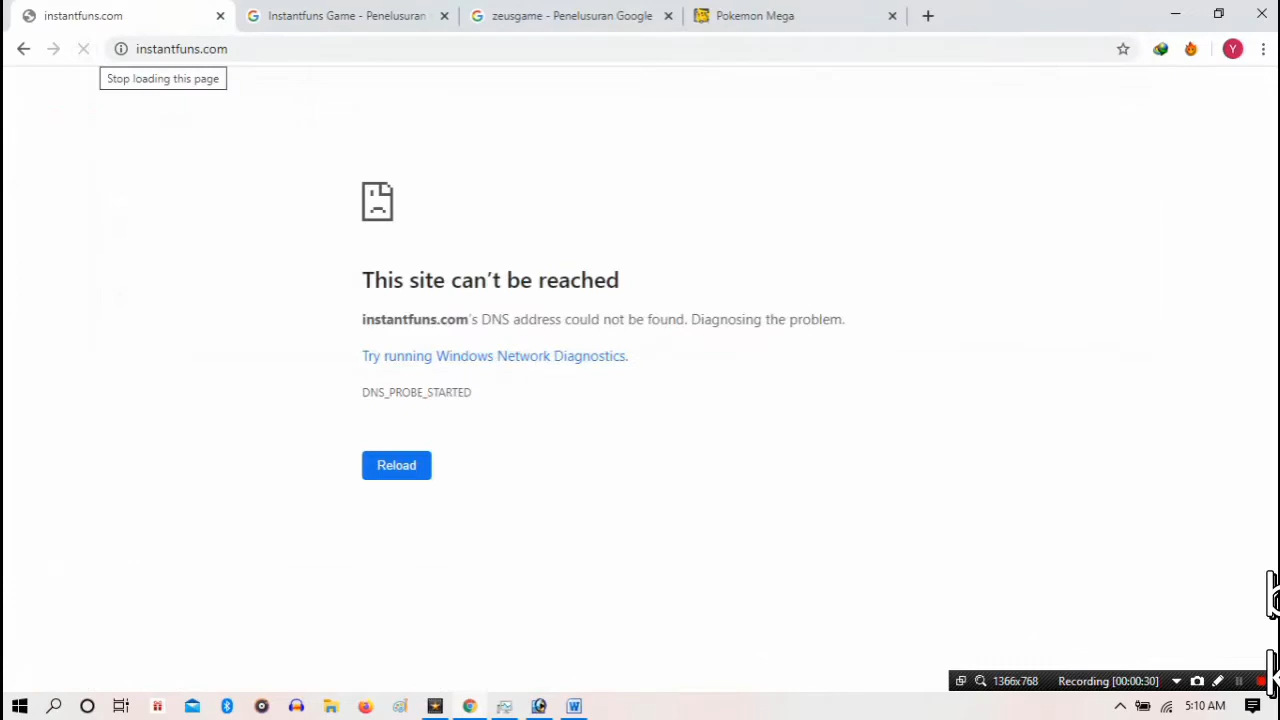 instantfuns.com
Instantfuns Game - Penelusuran
zeusgame - Penelusuran Google
Pokemon Mega
instantfuns.com
Y
Stop loading this page
This site can't be reached
instantfuns.com's DNS address could not be found. Diagnosing the problem.
Try running Windows Network Diagnostics.
DNS_PROBE_STARTED
Reload
1366x768
Recording [00:00:30]
5:10 AM